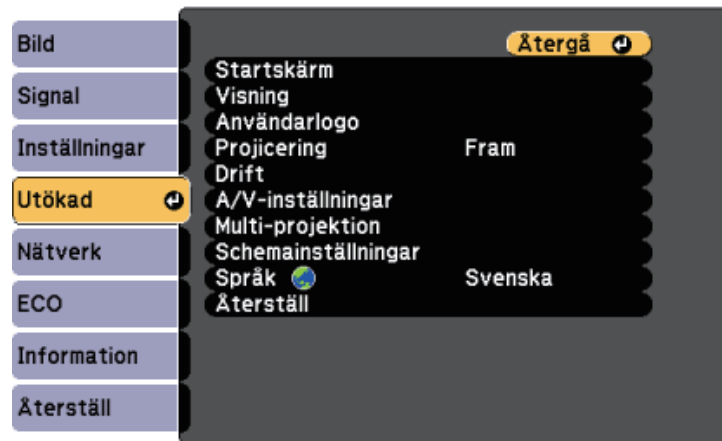 Bild
Signal
Inställningar
Utökad
Nätverk
ECO
Information
Återställ
Återgå
Startskärm
Visning
Användarlogo
Projicering Fram
Drift
A/V-inställningar
Multi-projektion
Schemainställningar
Språk Svenska
Återställ